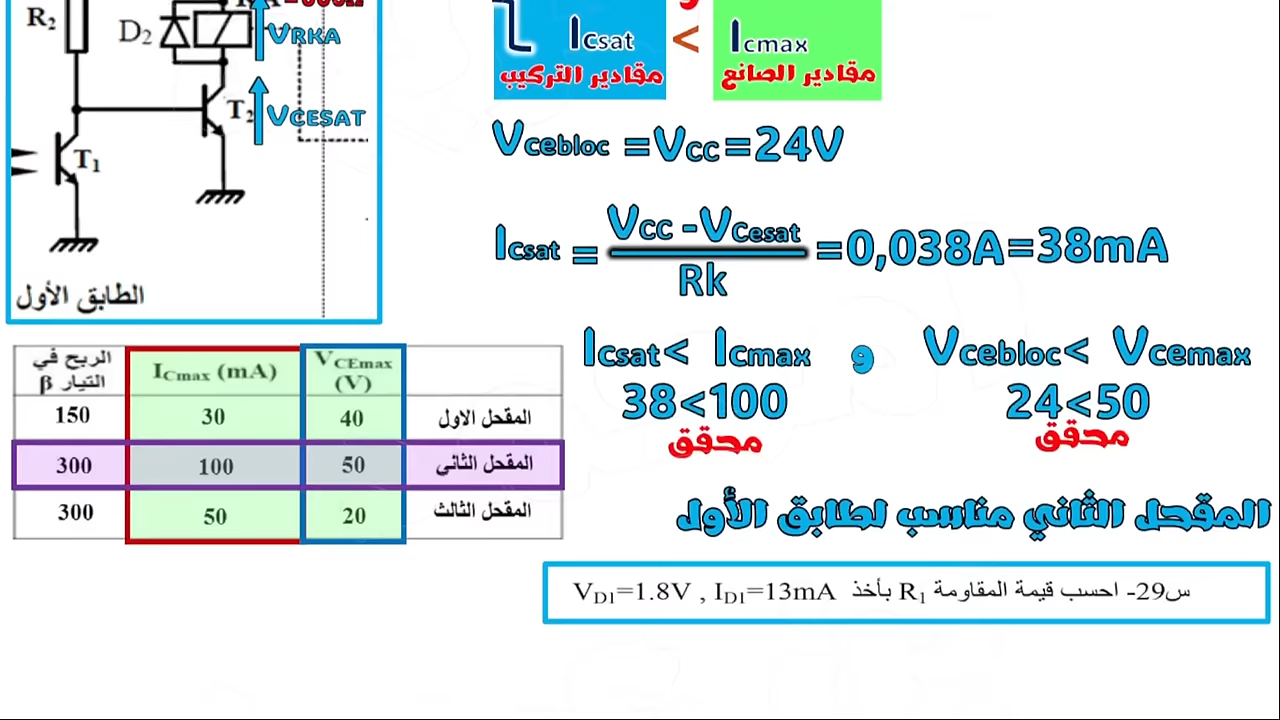 R2
D2
VRKA
T2
VCESAT
T1
الطابق الأول
ICsat < ICmax
مقادير التركيب
مقادير الصانع
و
Vcebloc =VCC=24V
ICsat = VCC -VCesat / Rk =0,038A=38mA
ICsat< ICmax و Vcebloc< Vcemax
38<100
24<50
محقق
محقق
المقحل الثاني مناسب لطابق الأول
الربح في التيار β
ICmax (mA)
VCEmax (V)
150 30 40 المقحل الاول
300 100 50 المقحل الثاني
300 50 20 المقحل الثالث
س29- احسب قيمة المقاومة R1 بأخذ VD1=1.8V , ID1=13mA